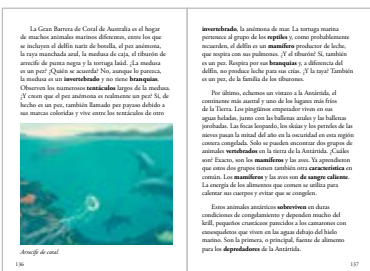 La Gran Barrera de Coral de Australia es el hogar
de muchos animales marinos diferentes, entre los que
se incluyen el delfín nariz de botella, el pez anémona,
la raya manchada azul, la medusa de caja, el tiburón de
arrecife de punta negra y la tortuga laúd. ¿La medusa
es un pez? ¿Quién se acuerda? No, aunque lo parezca,
la medusa es un invertebrado y no tiene branquias.
Observen los numerosos tentáculos largos de la medusa.
¿Y creen que el pez anémona es realmente un pez? Sí, de
hecho es un pez, también llamado pez payaso debido a
sus marcas coloridas y vive entre los tentáculos de otro
Arrecife de coral.
136
invertebrado, la anémona de mar. La tortuga marina
pertenece al grupo de los reptiles y, como probablemente
recuerden, el delfín es un mamífero productor de leche,
que respira con sus pulmones. ¿Y el tiburón? Sí, también
es un pez. Respira por sus branquias y, a diferencia del
delfín, no produce leche para sus crías. ¿Y la raya? También
es un pez, de la familia de los tiburones.
Por último, echemos un vistazo a la Antártida, el
continente más austral y uno de los lugares más fríos
de la Tierra. Los pingüinos emperador viven en sus
aguas heladas, junto con las ballenas azules y las ballenas
jorobadas. Las focas leopardo, los skúas y los petreles de las
nieves pasan la mitad del año en la oscuridad en esta región
costera congelada. Solo se pueden encontrar dos grupos de
animales vertebrados en la tierra de la Antártida. ¿Cuáles
son? Exacto, son los mamíferos y las aves. Ya aprendieron
que estos dos grupos tienen también otra característica en
común. Los mamíferos y las aves son de sangre caliente.
La energía de los alimentos que comen se utiliza para
calentar sus cuerpos y evitar que se congelen.
Estos animales antárticos sobreviven en duras
condiciones de congelamiento y dependen mucho del
krill, pequeños crustáceos parecidos a los camarones con
exoesqueletos que viven en las aguas debajo del hielo
marino. Son la primera, o principal, fuente de alimento
para los depredadores de la Antártida.
137